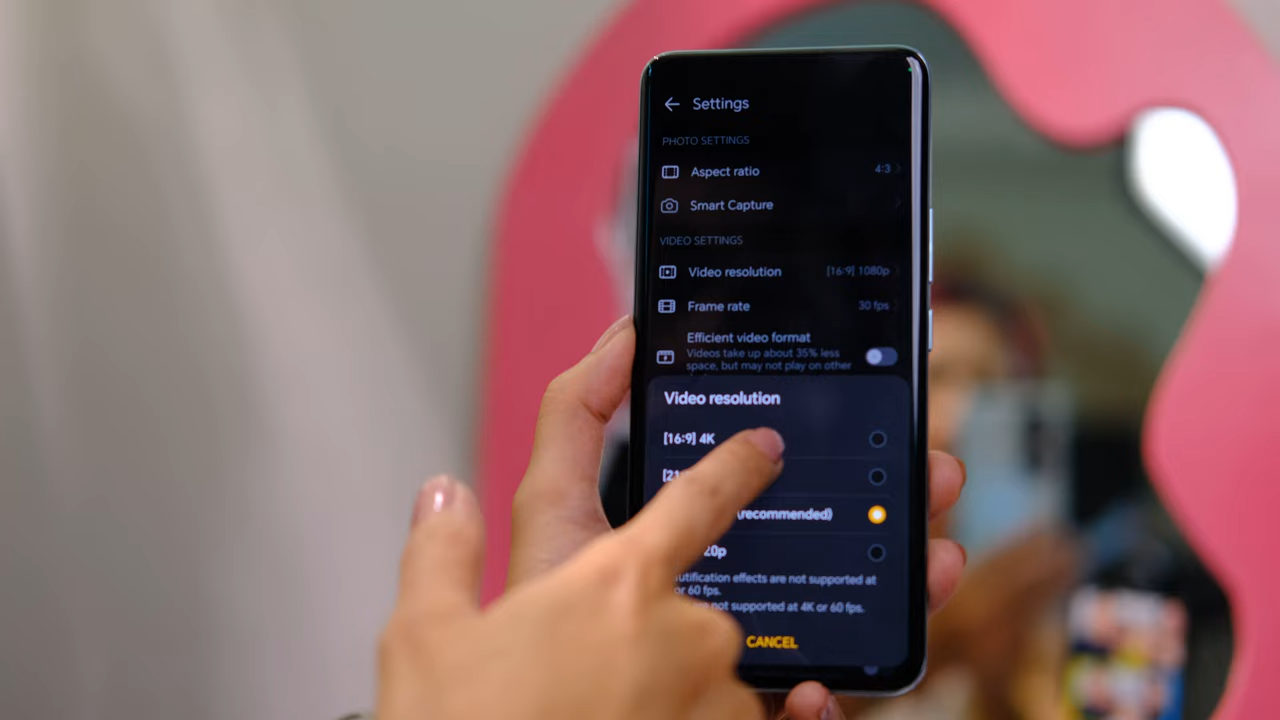 Settings
PHOTO SETTINGS
Aspect ratio 4:3
Smart Capture
VIDEO SETTINGS
Video resolution [16:9] 1080p
Frame rate 30 fps
Efficient video format
Videos take up about 35% less
space, but may not play on other
Video resolution
[16:9] 4K
[21
(recommended)
20p
utification effects are not supported at
or 60 fps.
not supported at 4K or 60 fps.
CANCEL